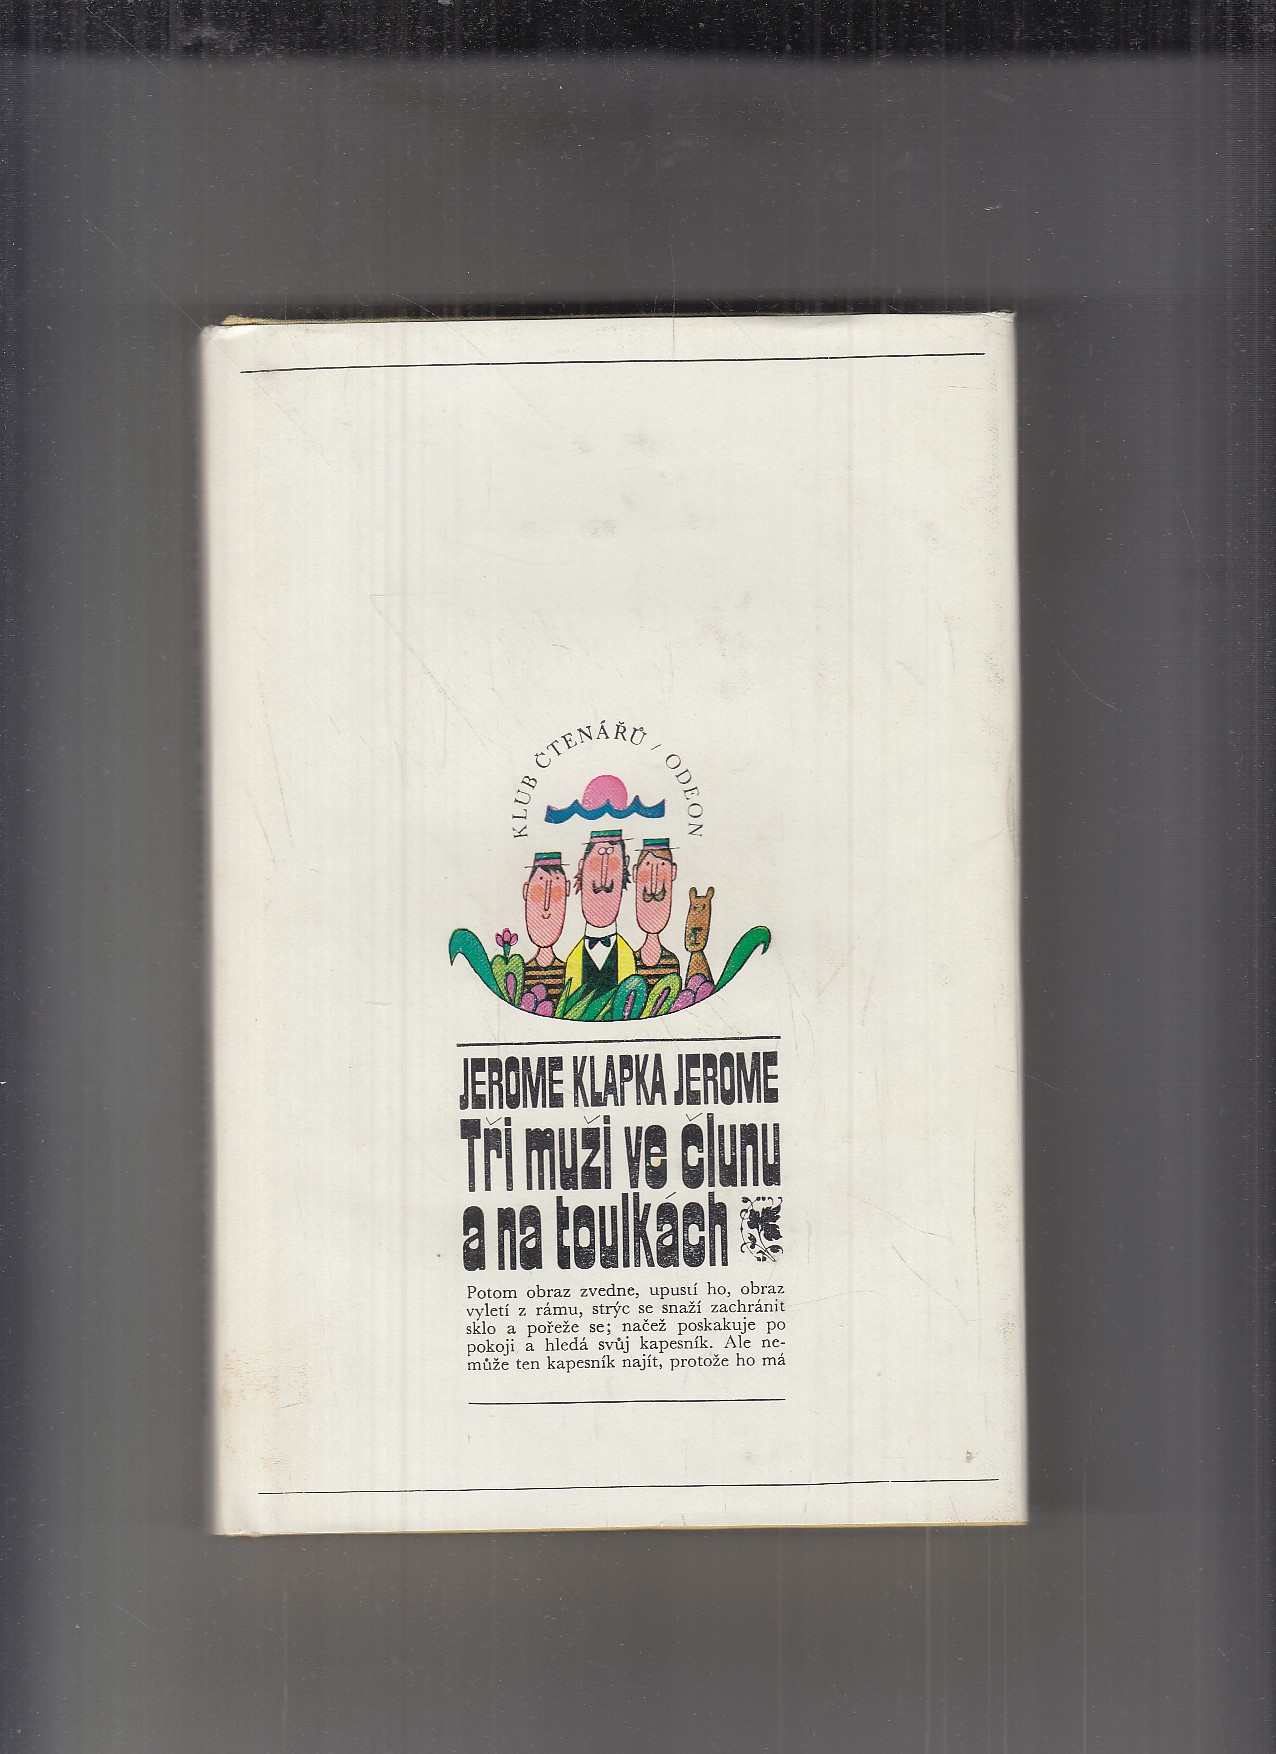 KLUB ČTENÁŘŮ / ODEON
JEROME KLAPKA JEROME
Tři muži ve člunu
a na toulkách
Potom obraz zvedne, upustí ho, obraz
vyletí z rámu, strýc se snaží zachránit
sklo a pořeže se; načež poskakuje po
pokoji a hledá svůj kapesník. Ale ne-
může ten kapesník najít, protože ho má